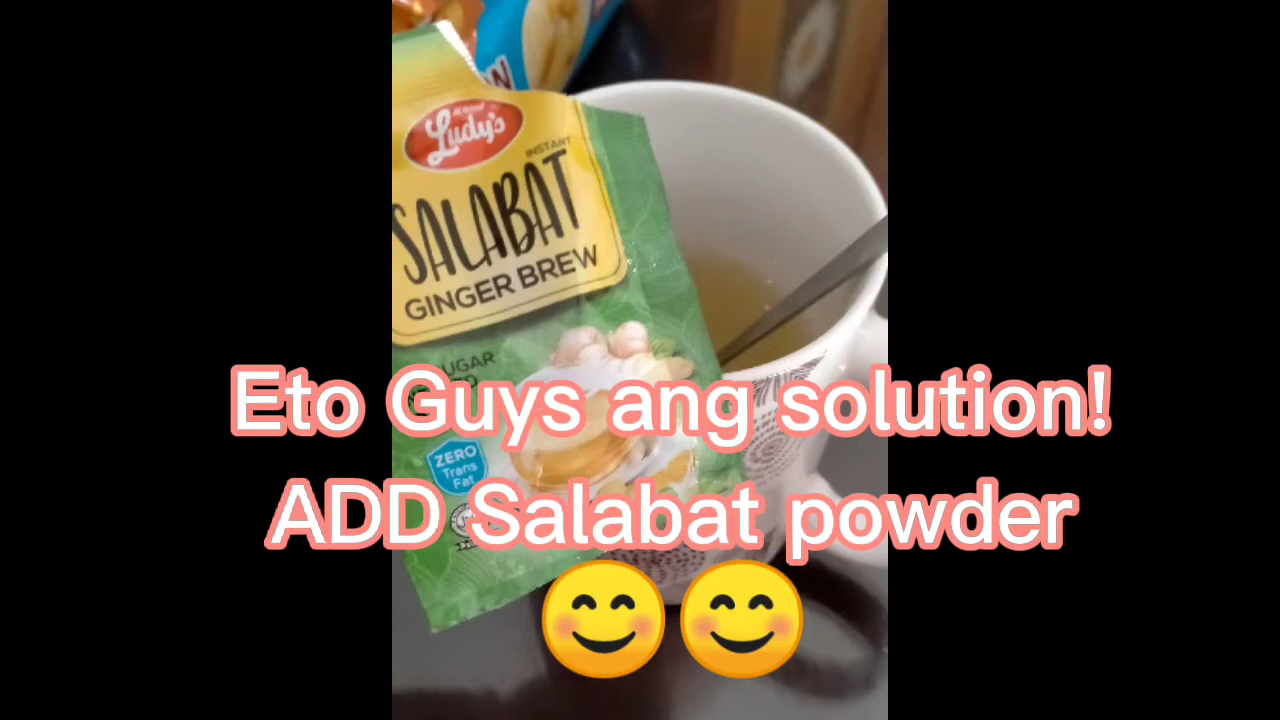 Ludy's
INSTANT
SALABAT
GINGER BREW
ZERO
Trans
Fat
Eto Guys ang solution!
ADD Salabat powder